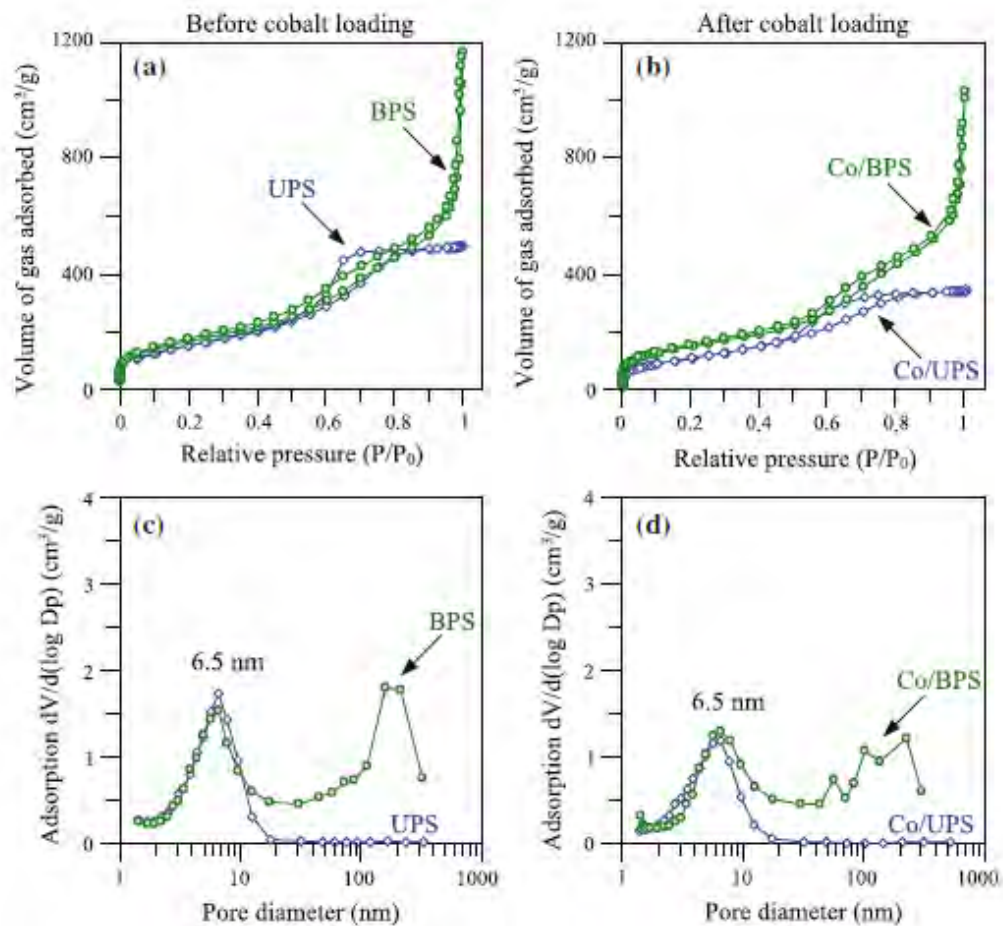 Before cobalt loading
1200
(a)
BPS
UPS
800
400
0
0
0.2
0.4
0.6
0.8
1
Volume of gas adsorbed (cm³/g)
Relative pressure (P/P₀)
After cobalt loading
1200
(b)
Co/BPS
800
400
Co/UPS
0
0
0.2
0.4
0.6
0.8
1
Volume of gas adsorbed (cm³/g)
Relative pressure (P/P₀)
4
(c)
3
BPS
2
6.5 nm
1
UPS
0
1
10
100
1000
Adsorption dV/d(log Dp) (cm³/g)
Pore diameter (nm)
4
(d)
3
2
Co/BPS
6.5 nm
1
Co/UPS
0
1
10
100
1000
Adsorption dV/d(log Dp) (cm³/g)
Pore diameter (nm)